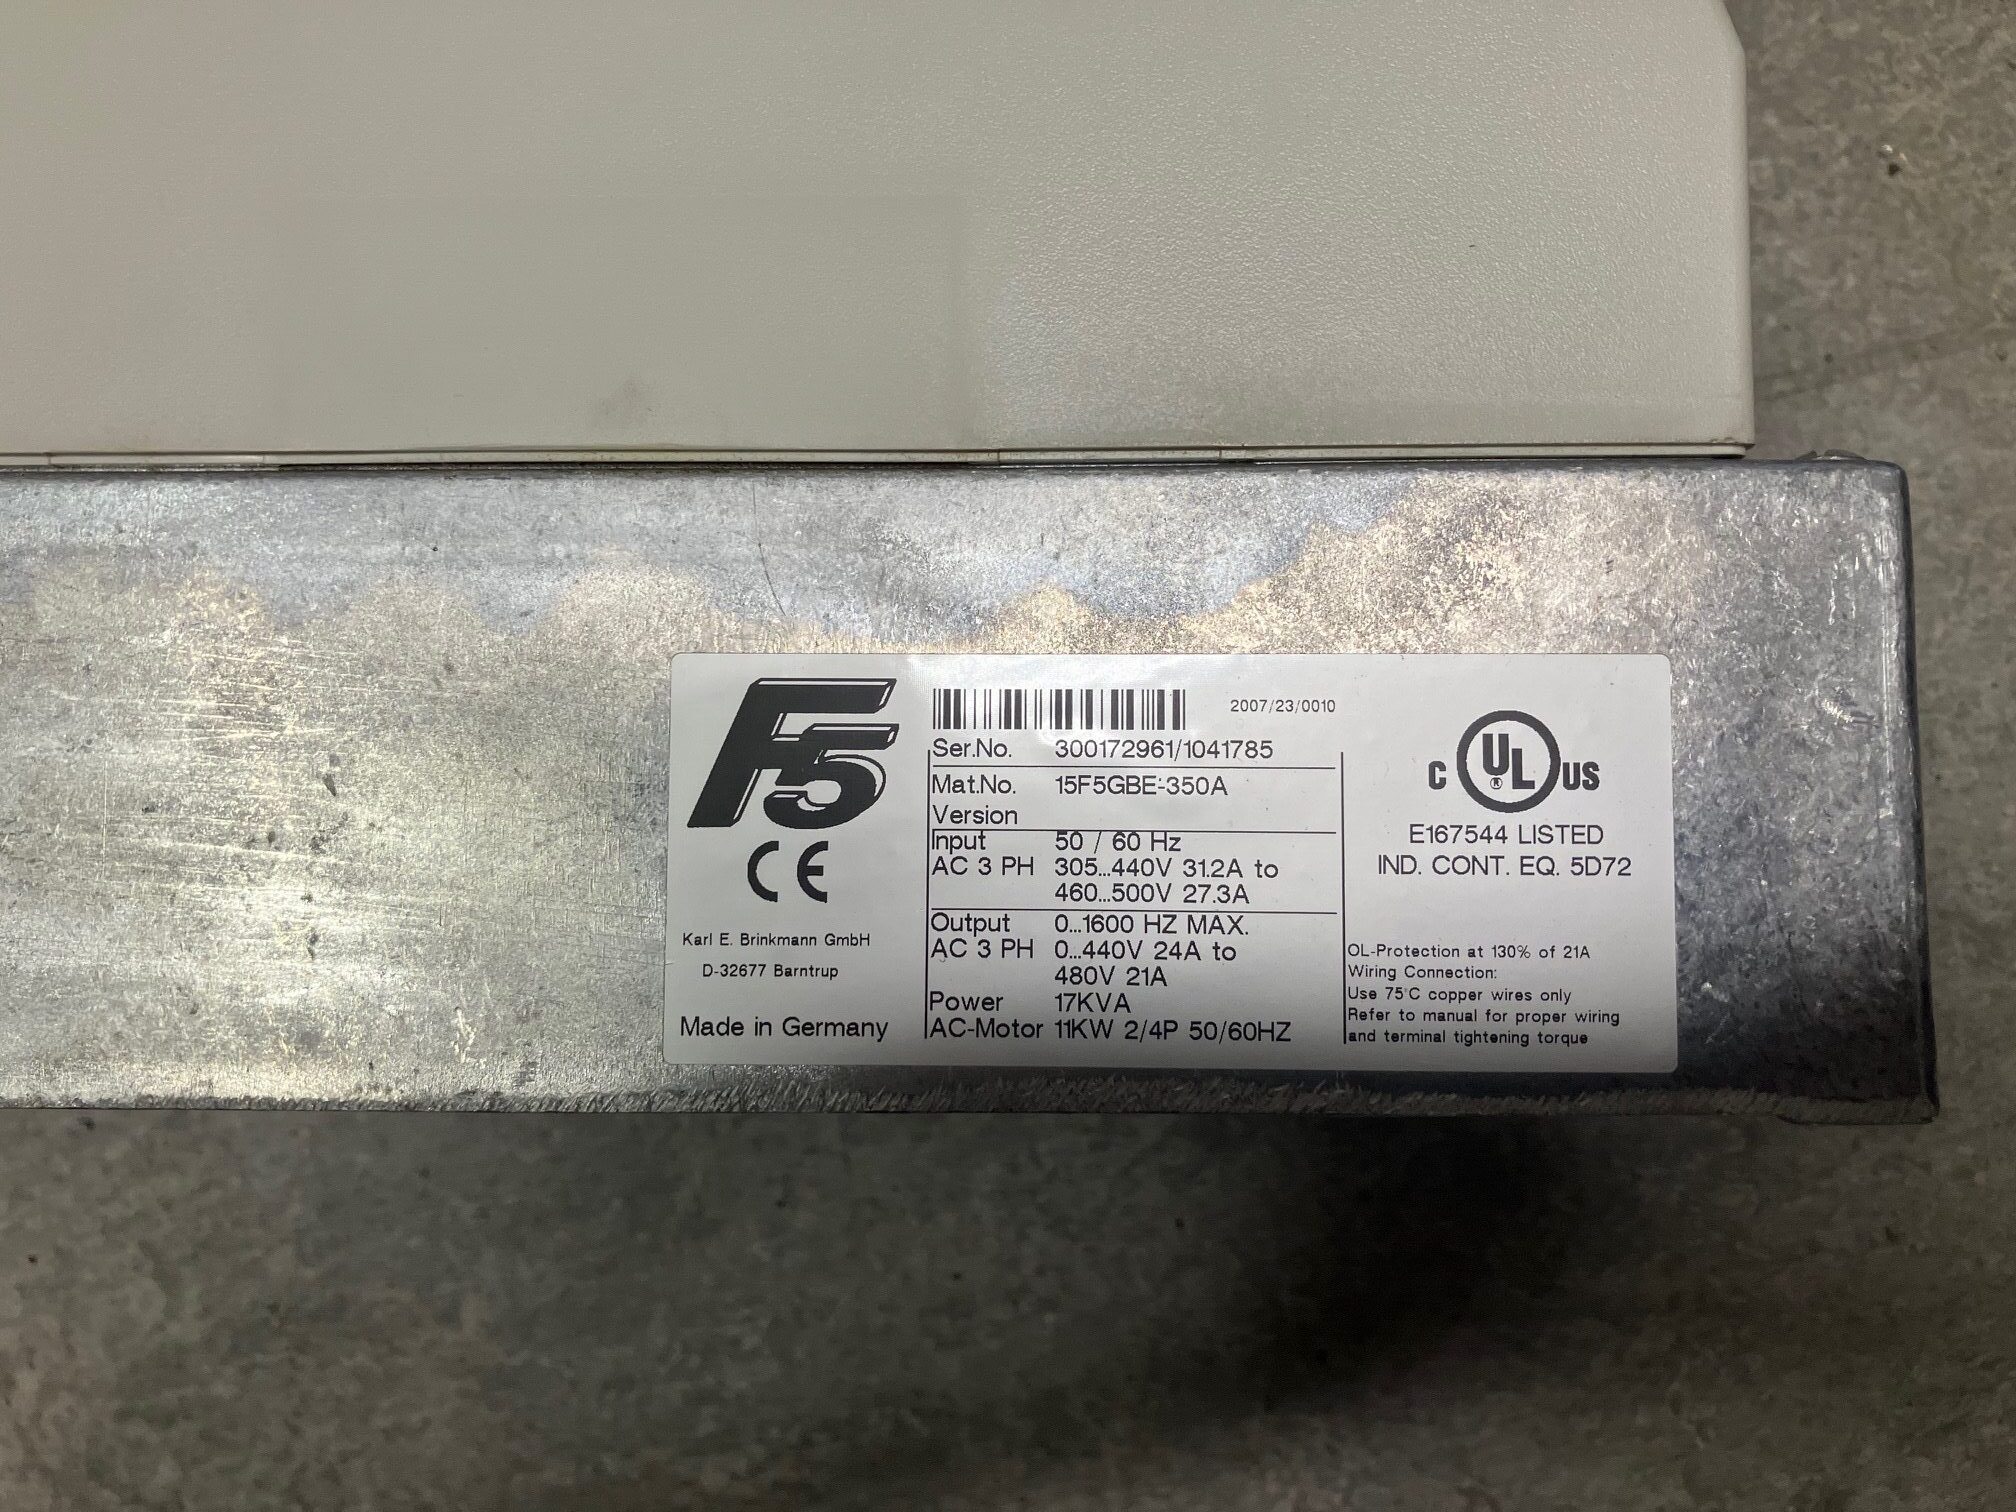 F5
CE
Karl E. Brinkmann GmbH
D-32677 Barntrup
Made in Germany
2007/23/0010
Ser.No. 300172961/1041785
Mat.No. 15F5GBE-350A
Version
Input 50 / 60 Hz
AC 3 PH 305...440V 31.2A to
460...500V 27.3A
Output 0...1600 HZ MAX.
AC 3 PH 0...440V 24A to
480V 21A
Power 17KVA
AC-Motor 11KW 2/4P 50/60HZ
C UL ® US
E167544 LISTED
IND. CONT. EQ. 5D72
OL-Protection at 130% of 21A
Wiring Connection:
Use 75°C copper wires only
Refer to manual for proper wiring
and terminal tightening torque